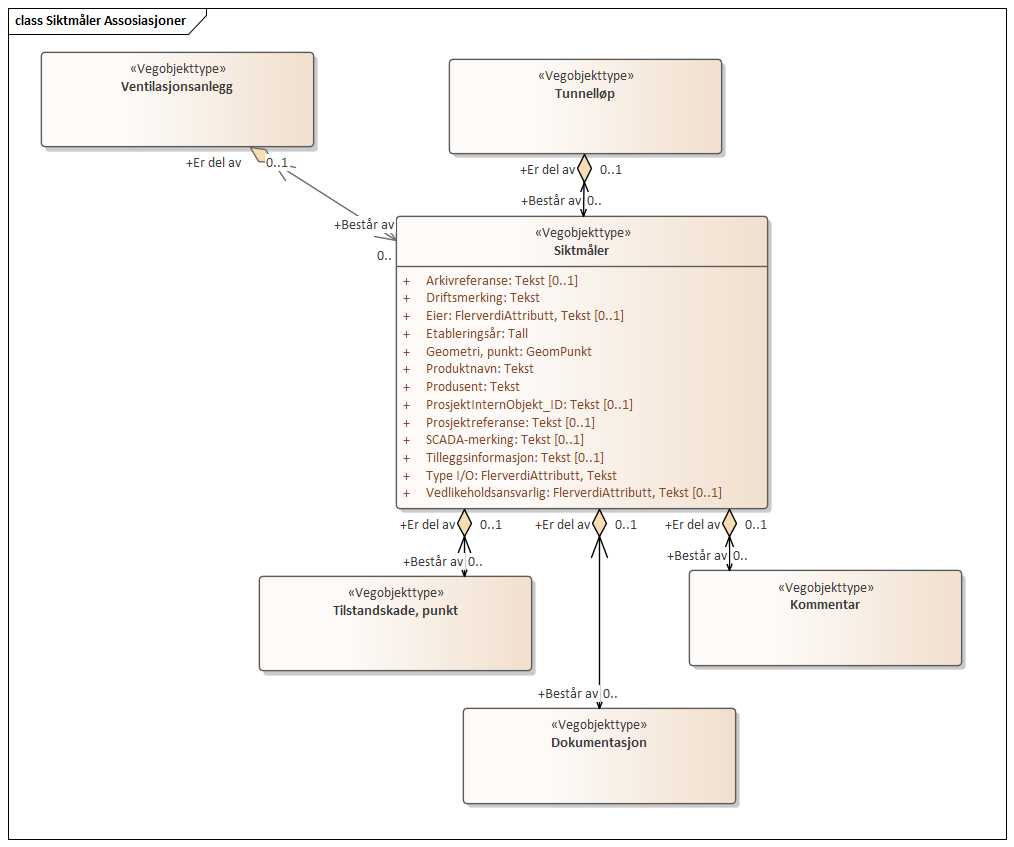 class Siktmåler Assosiasjoner
«Vegobjekttype»
Ventilasjonsanlegg
«Vegobjekttype»
Tunnelløp
+Er del av 0..1
+Er del av 0..1
+Består av 0..
+Består av
0..
«Vegobjekttype»
Siktmåler
+ Arkivreferanse: Tekst [0..1]
+ Driftsmerking: Tekst
+ Eier: FlerverdiAttributt, Tekst [0..1]
+ Etableringsår: Tall
+ Geometri, punkt: GeomPunkt
+ Produktnavn: Tekst
+ Produsent: Tekst
+ ProsjektInternObjekt_ID: Tekst [0..1]
+ Prosjektreferanse: Tekst [0..1]
+ SCADA-merking: Tekst [0..1]
+ Tilleggsinformasjon: Tekst [0..1]
+ Type I/O: FlerverdiAttributt, Tekst
+ Vedlikeholdsansvarlig: FlerverdiAttributt, Tekst [0..1]
+Er del av 0..1
+Er del av 0..1
+Er del av 0..1
+Består av 0..
+Består av 0..
«Vegobjekttype»
Tilstandskade, punkt
«Vegobjekttype»
Kommentar
+Består av 0..
«Vegobjekttype»
Dokumentasjon